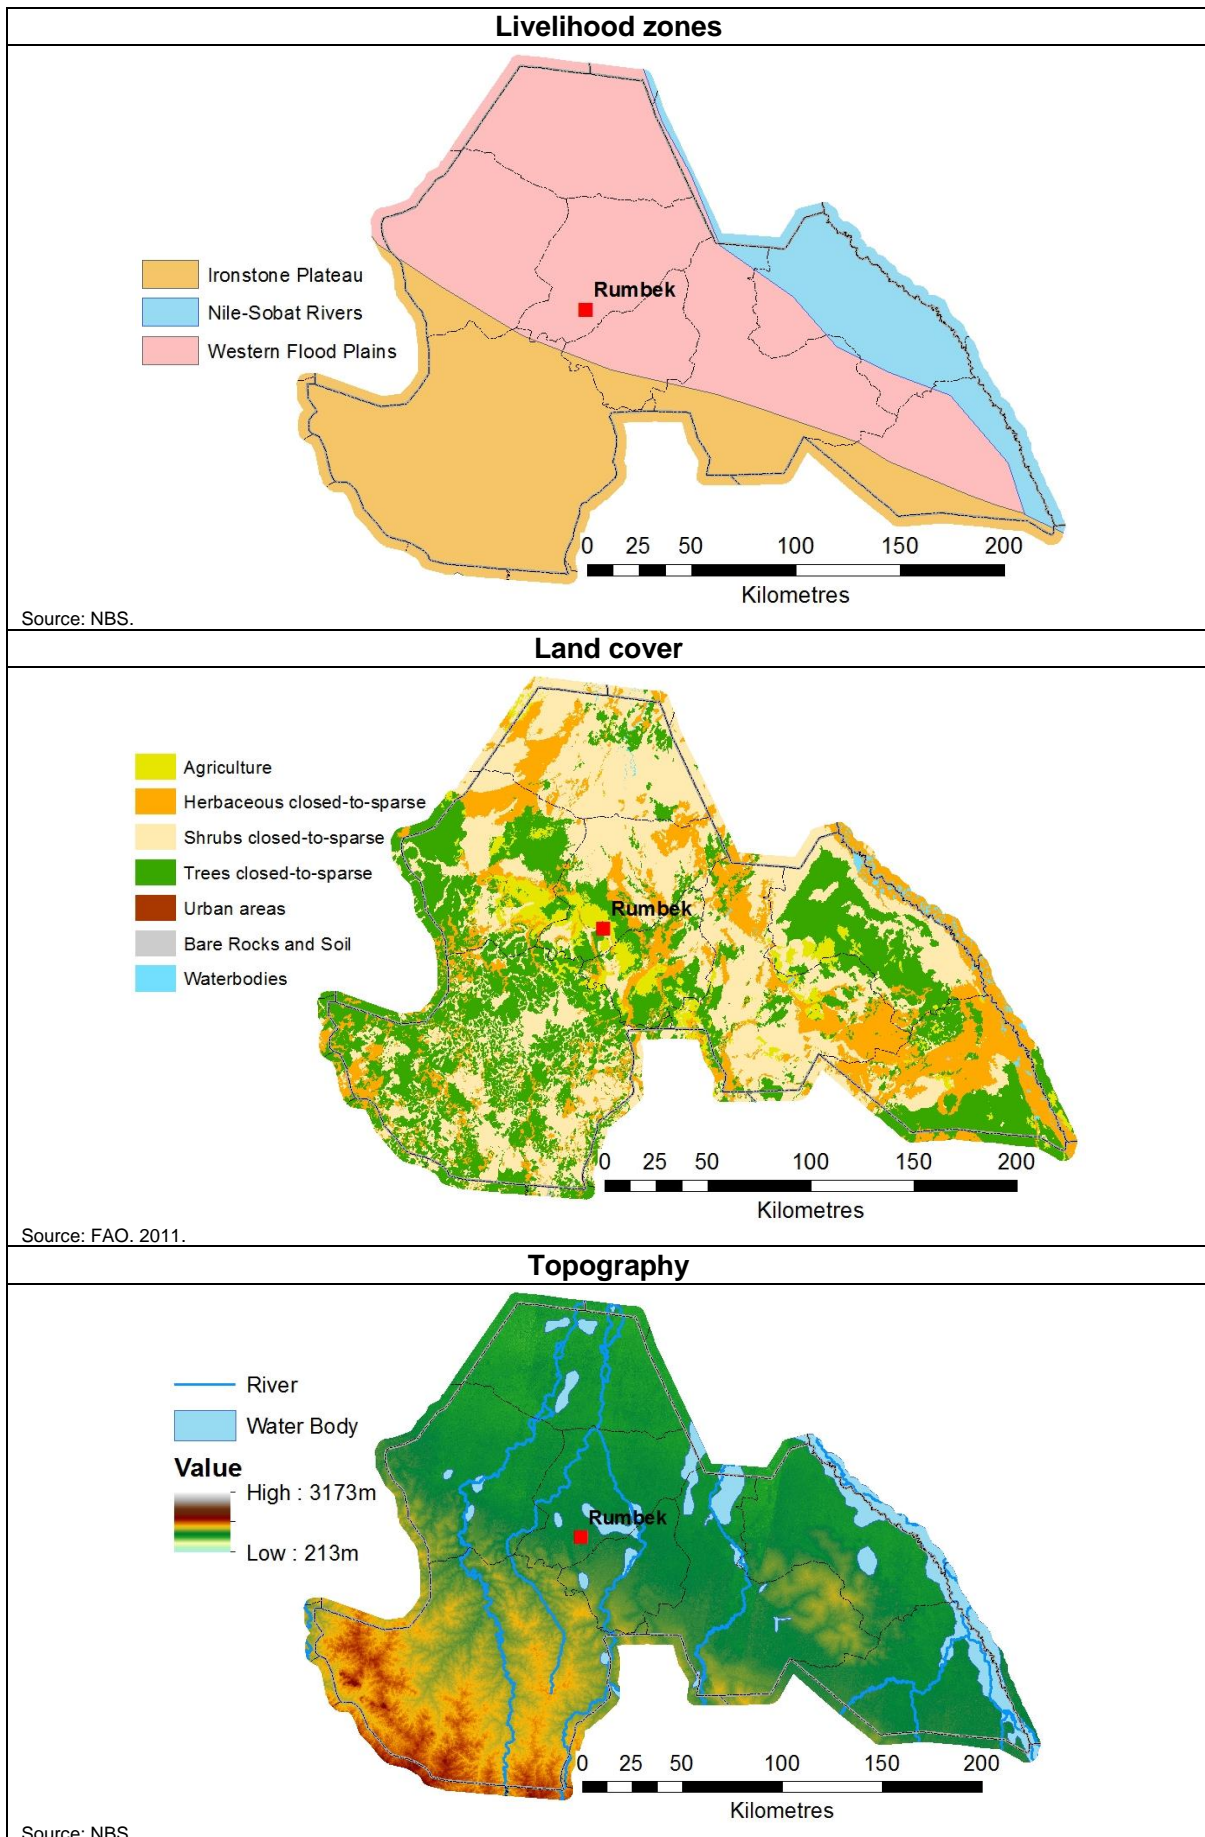 Livelihood zones
Ironstone Plateau
Nile-Sobat Rivers
Western Flood Plains
Rumbek
0 25 50 100 150 200
Kilometres
Source: NBS.
Land cover
Agriculture
Herbaceous closed-to-sparse
Shrubs closed-to-sparse
Trees closed-to-sparse
Urban areas
Bare Rocks and Soil
Waterbodies
Rumbek
0 25 50 100 150 200
Kilometres
Source: FAO. 2011.
Topography
River
Water Body
Value
High : 3173m
Low : 213m
Rumbek
0 25 50 100 150 200
Kilometres
Source: NBS